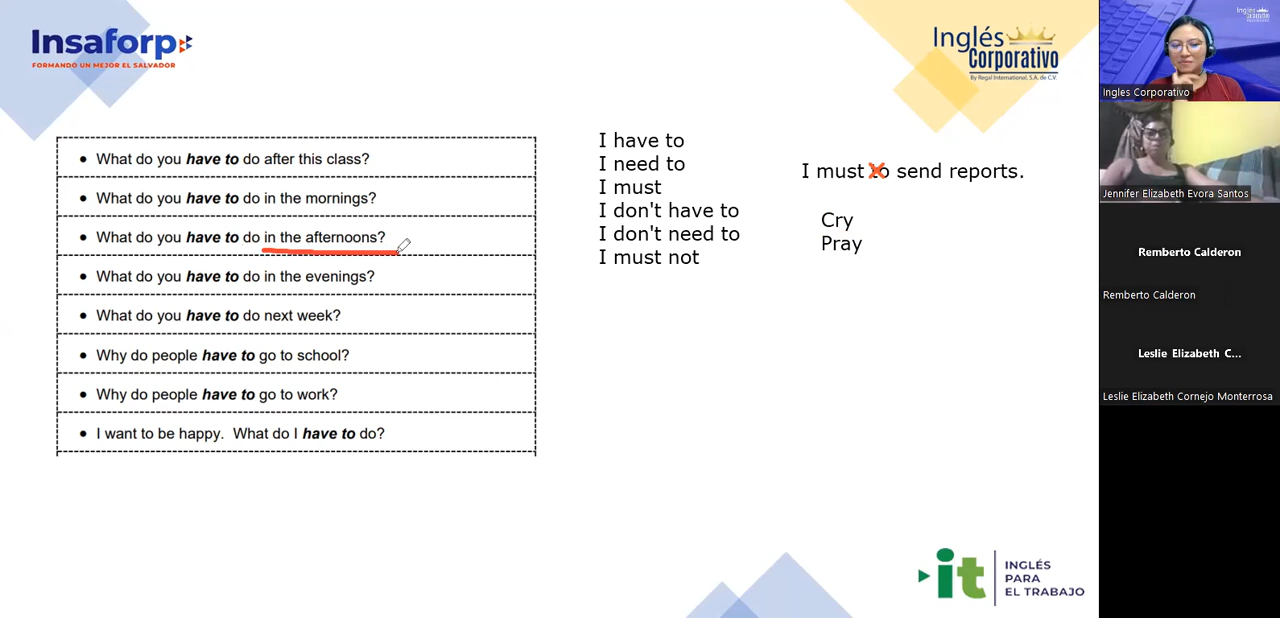 Insaforp
FORMANDO UN MEJOR EL SALVADOR
Inglés
Corporativo
By Regal International, S.A. de C.V.
• What do you have to do after this class?
• What do you have to do in the mornings?
• What do you have to do in the afternoons?
• What do you have to do in the evenings?
• What do you have to do next week?
• Why do people have to go to school?
• Why do people have to go to work?
• I want to be happy. What do I have to do?
I have to
I need to
I must
I don't have to
I don't need to
I must not
I must to send reports.
Cry
Pray
it
INGLÉS
PARA
EL TRABAJO
Ingles Corporativo
Jennifer Elizabeth Evora Santos
Remberto Calderon
Remberto Calderon
Leslie Elizabeth C...
Leslie Elizabeth Cornejo Monterrosa